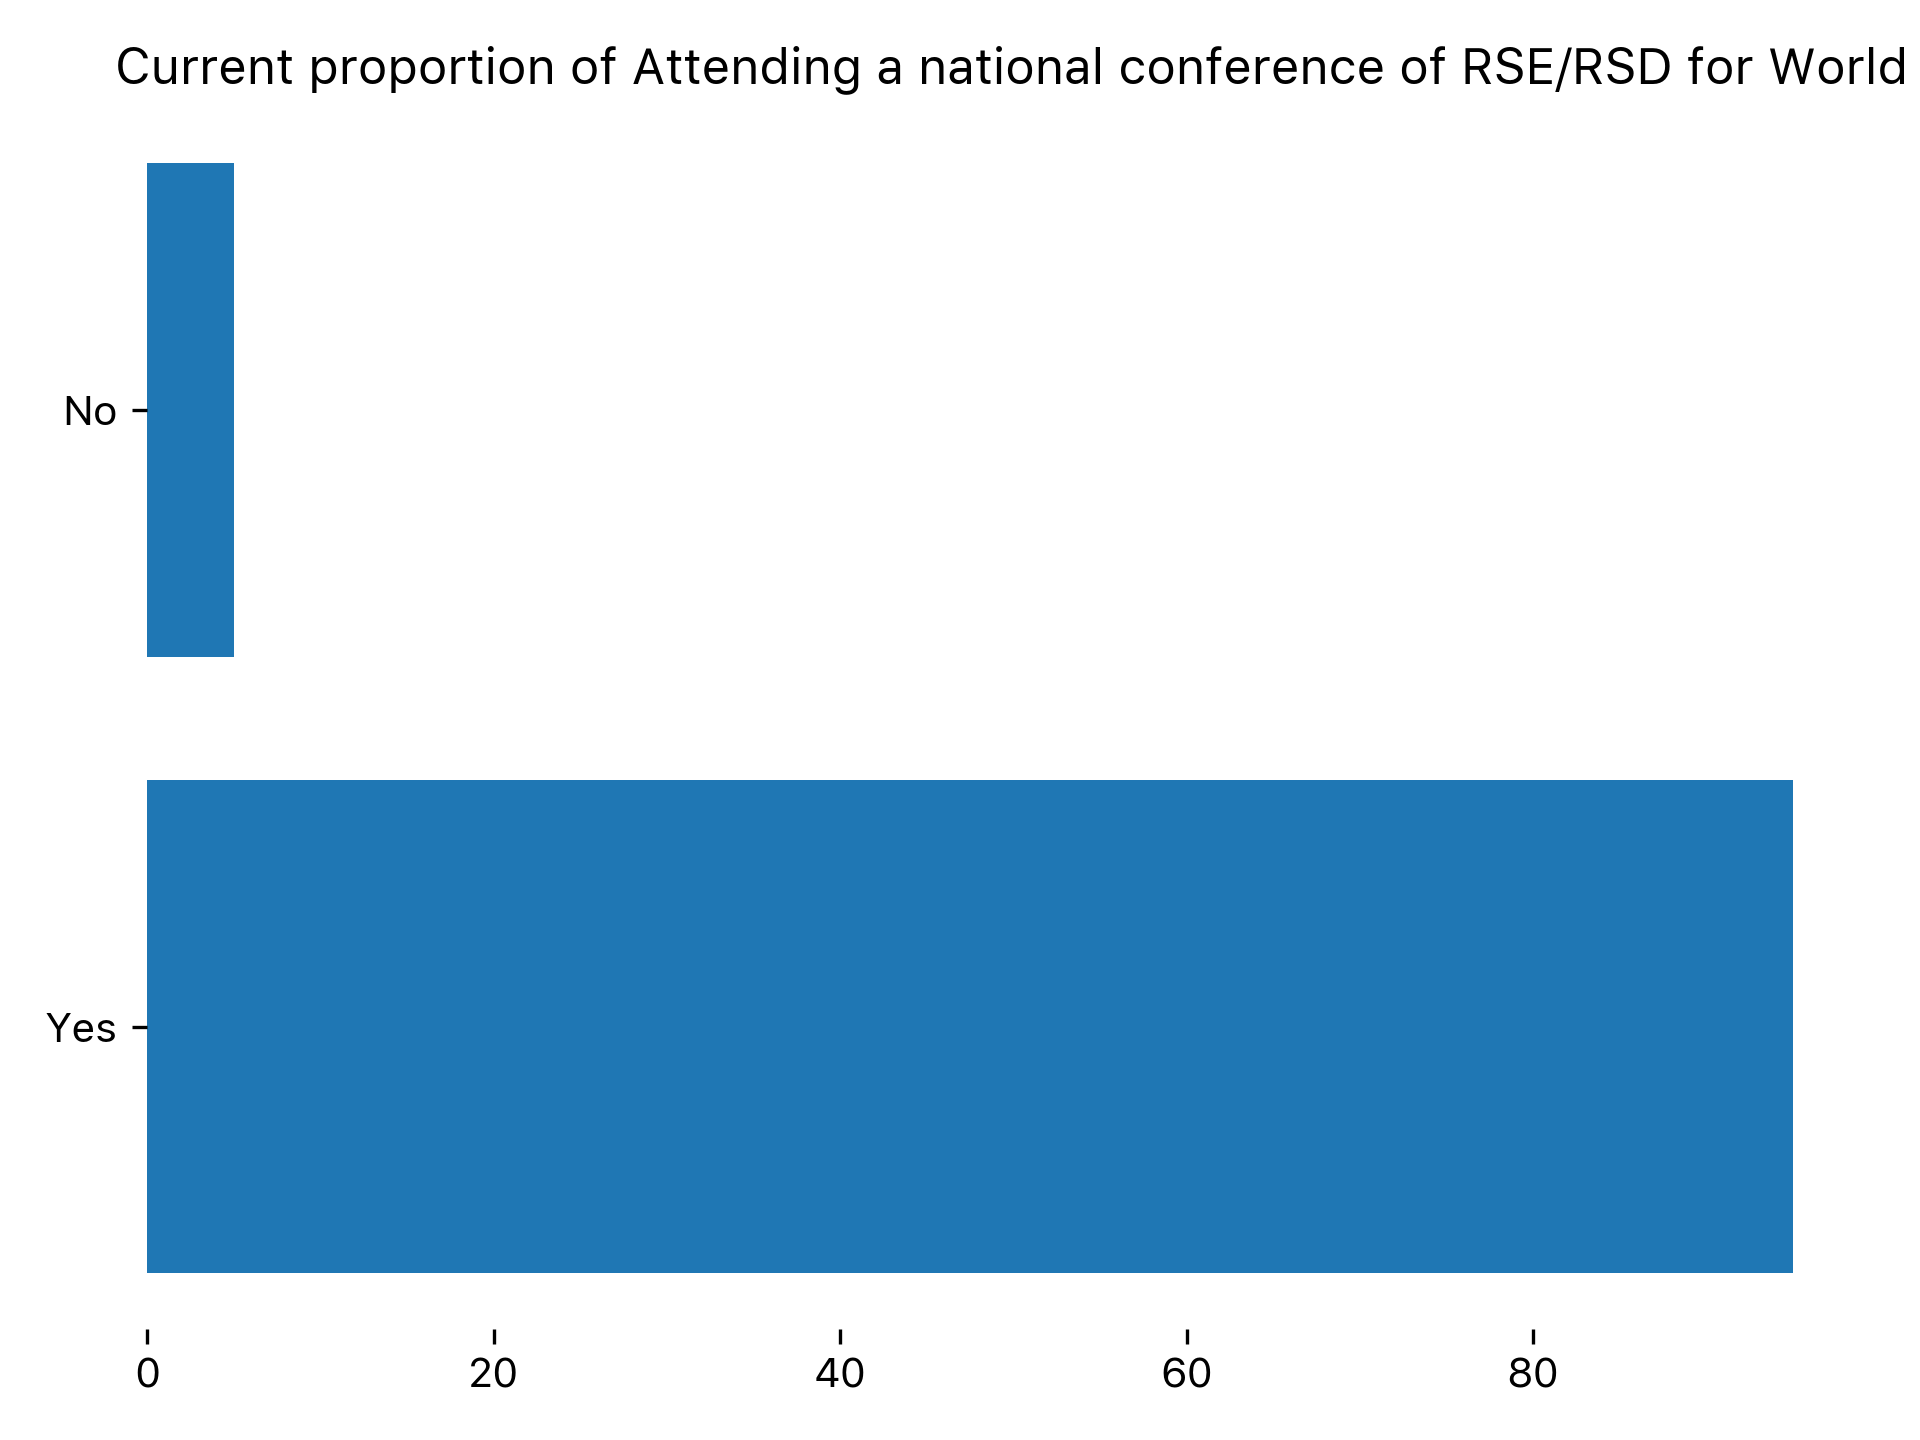 Current proportion of Attending a national conference of RSE/RSD for World
No
Yes
0 20 40 60 80